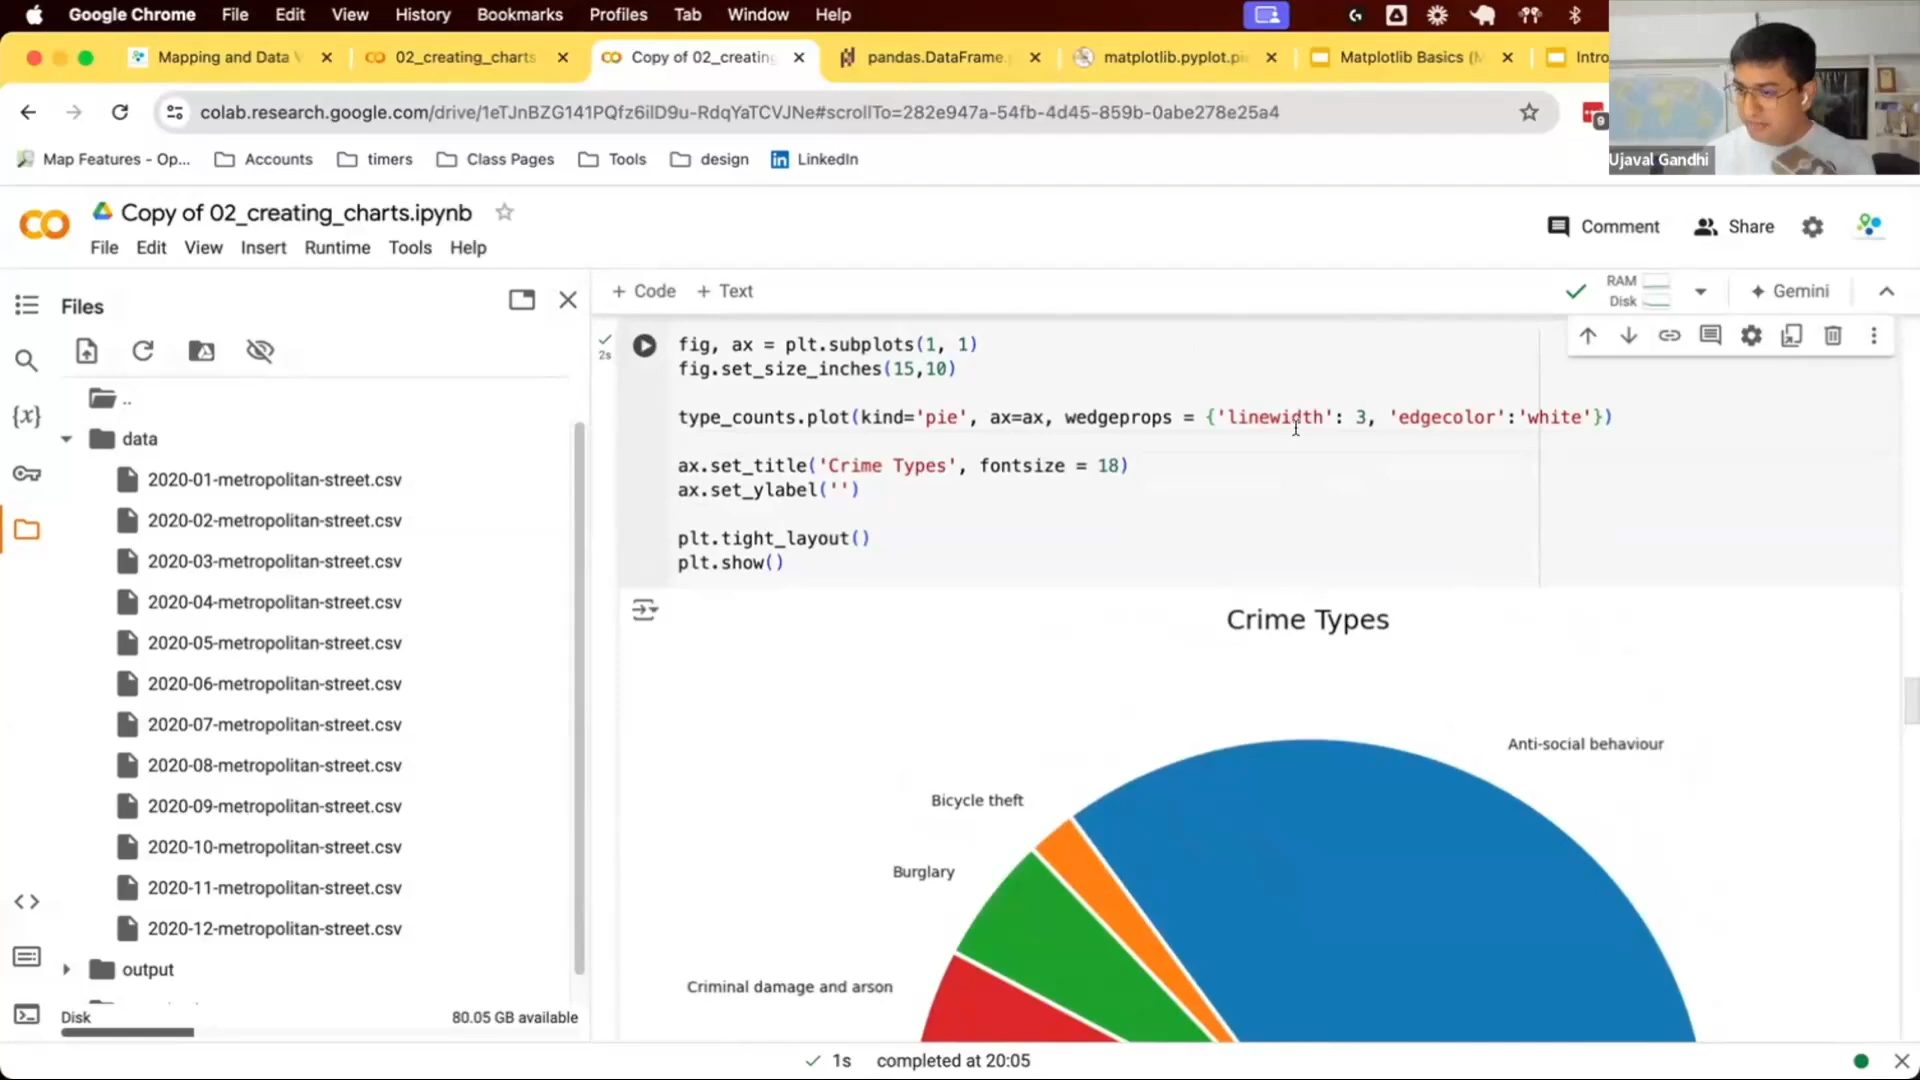 Google Chrome File Edit View History Bookmarks Profiles Tab Window Help
Mapping and Data V
02_creating_charts
Copy of 02_creating
pandas.DataFrame.
matplotlib.pyplot.pi
Matplotlib Basics (M
Intro
colab.research.google.com/drive/1eTJnBZG141PQfz6ilD9u-RdqYaTCVJNe#scrollTo=282e947a-54fb-4d45-859b-0abe278e25a4
9
Map Features - Op...
Accounts
timers
Class Pages
Tools
design
LinkedIn
Ujaval Gandhi
Copy of 02_creating_charts.ipynb
File Edit View Insert Runtime Tools Help
Comment
Share
Files
+ Code + Text
RAM
Disk
Gemini
..
data
2020-01-metropolitan-street.csv
2020-02-metropolitan-street.csv
2020-03-metropolitan-street.csv
2020-04-metropolitan-street.csv
2020-05-metropolitan-street.csv
2020-06-metropolitan-street.csv
2020-07-metropolitan-street.csv
2020-08-metropolitan-street.csv
2020-09-metropolitan-street.csv
2020-10-metropolitan-street.csv
2020-11-metropolitan-street.csv
2020-12-metropolitan-street.csv
output
Disk
80.05 GB available
2s
fig, ax = plt.subplots(1, 1)
fig.set_size_inches(15,10)
type_counts.plot(kind='pie', ax=ax, wedgeprops = {'linewidth': 3, 'edgecolor':'white'})
ax.set_title('Crime Types', fontsize = 18)
ax.set_ylabel('')
plt.tight_layout()
plt.show()
Crime Types
Anti-social behaviour
Bicycle theft
Burglary
Criminal damage and arson
1s completed at 20:05